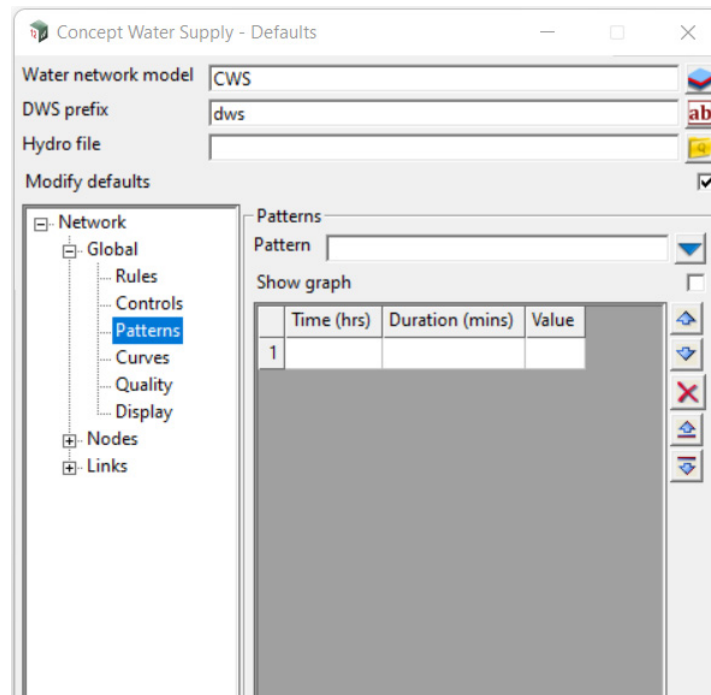 Concept Water Supply - Defaults
Water network model CWS
DWS prefix dws ab
Hydro file
Modify defaults
Network
Global
Rules
Controls
Patterns
Curves
Quality
Display
Nodes
Links
Patterns
Pattern
Show graph
Time (hrs) Duration (mins) Value
1